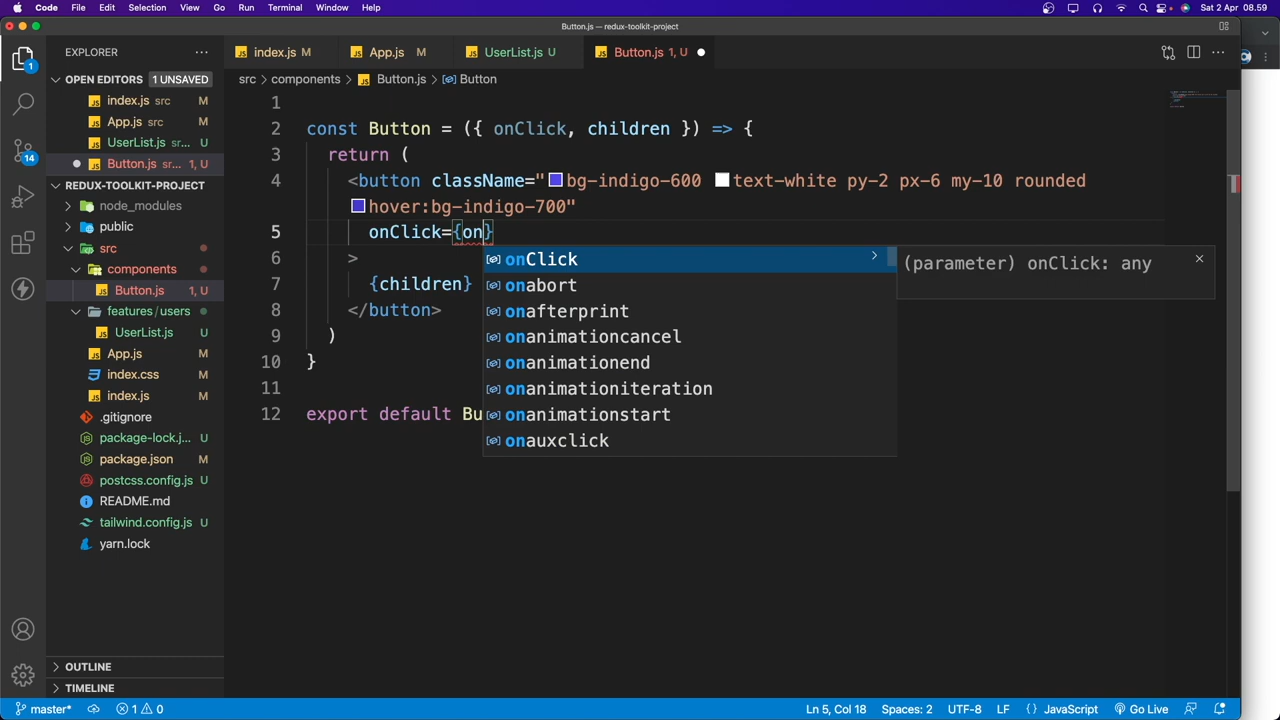 Code File Edit Selection View Go Run Terminal Window Help Sat 2 Apr 08.59
Button.js — redux-toolkit-project
EXPLORER
index.js M App.js M UserList.js U Button.js 1, U
src > components > Button.js > Button
OPEN EDITORS 1 UNSAVED
index.js src M
App.js src M
UserList.js sr... U
Button.js sr... 1, U
REDUX-TOOLKIT-PROJECT
node_modules
public
src
components
Button.js 1, U
features/users
UserList.js U
App.js M
index.css M
index.js M
.gitignore
package-lock.j... U
package.json M
postcss.config.js U
README.md
tailwind.config.js U
yarn.lock
OUTLINE
TIMELINE
1
14
1
2 const Button = ({ onClick, children }) => {
3 return (
4 <button className="bg-indigo-600 text-white py-2 px-6 my-10 rounded
hover:bg-indigo-700"
5 onClick={on}
6 >
7 {children}
8 </button>
9 )
10 }
11
12 export default Bu
onClick
onabort
onafterprint
onanimationcancel
onanimationend
onanimationiteration
onanimationstart
onauxclick
(parameter) onClick: any
master* 1 0 Ln 5, Col 18 Spaces: 2 UTF-8 LF {} JavaScript Go Live